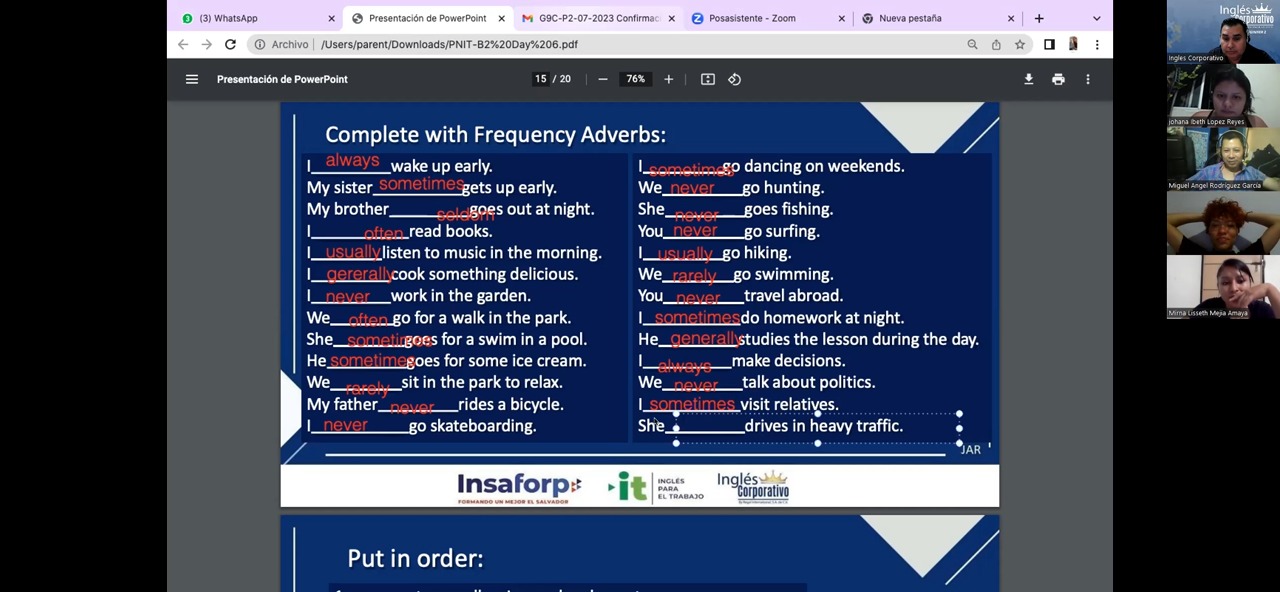 (3) WhatsApp
Presentación de PowerPoint
G9C-P2-07-2023 Confirmac
Posasistente - Zoom
Nueva pestaña
Archivo /Users/parent/Downloads/PNIT-B2%20Day%206.pdf
Presentación de PowerPoint
15 / 20
76%
Complete with Frequency Adverbs:
I always wake up early.
My sister sometimes gets up early.
My brother seldom goes out at night.
I often read books.
I usually listen to music in the morning.
I gererally cook something delicious.
I never work in the garden.
We often go for a walk in the park.
She sometimes goes for a swim in a pool.
He sometimes goes for some ice cream.
We rarely sit in the park to relax.
My father never rides a bicycle.
I never go skateboarding.
I sometimes go dancing on weekends.
We never go hunting.
She never goes fishing.
You never go surfing.
I usually go hiking.
We rarely go swimming.
You never travel abroad.
I sometimes do homework at night.
He generally studies the lesson during the day.
I always make decisions.
We never talk about politics.
I sometimes visit relatives.
She__________drives in heavy traffic.
JAR
Insaforp
FORMANDO UN MEJOR EL SALVADOR
it
INGLÉS
PARA
EL TRABAJO
Inglés
Corporativo
Put in order:
Inglés
Corporativo
Ingles Corporativo
johana Ibeth Lopez Reyes
Miguel Angel Rodríguez García
Mirna Lisseth Mejia Amaya